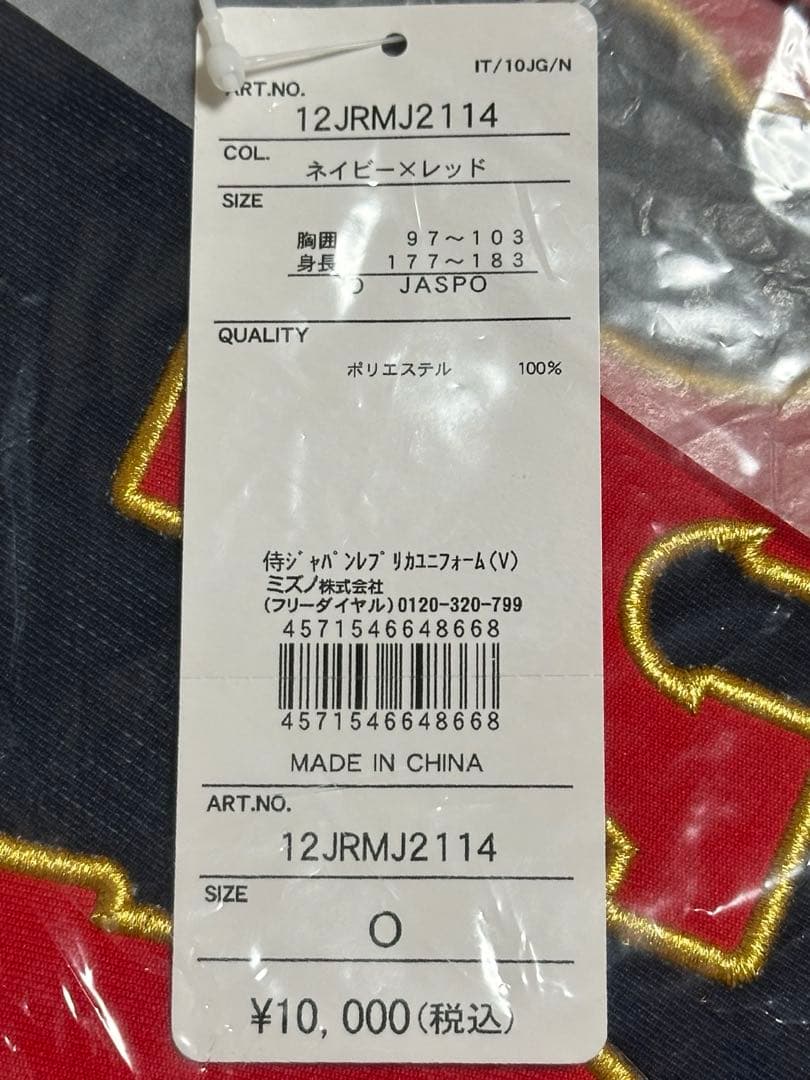 IT/10JG/N
ART.NO.
12JRMJ2114
COL.
ネイビー×レッド
SIZE
胸囲 97～103
身長 177～183
O JASPO
QUALITY
ポリエステル 100%
侍ｼﾞｬﾊﾟﾝﾚﾌﾟﾘｶﾕﾆﾌｫｰﾑ(V)
ミズノ株式会社
(フリーダイヤル)0120-320-799
4571546648668
4571546648668
MADE IN CHINA
ART.NO.
12JRMJ2114
SIZE
O
¥10,000(税込)